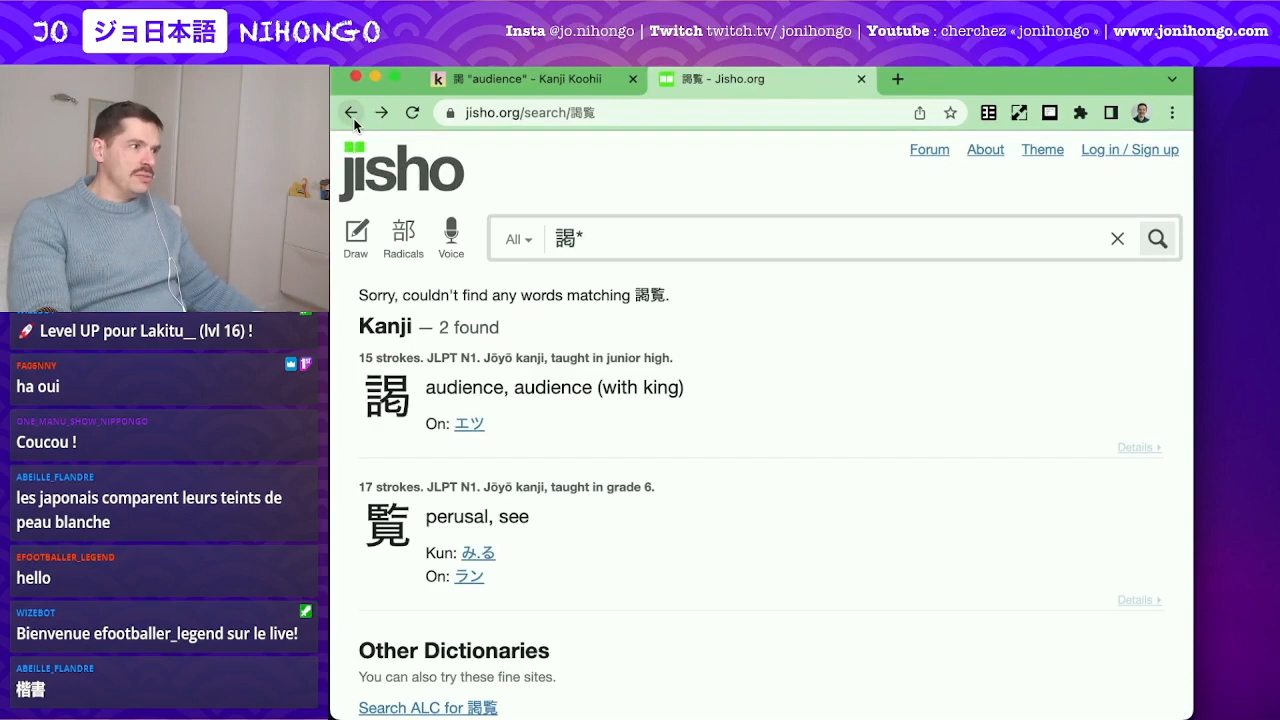 JO ジョ日本語 NIHONGO
Insta @jo.nihongo | Twitch twitch.tv/ jonihongo | Youtube : cherchez « jonihongo » | www.jonihongo.com
謁 "audience" - Kanji Koohii
謁覧 - Jisho.org
jisho.org/search/謁覧
jisho
Forum About Theme Log in / Sign up
Draw
部 Radicals
Voice
All
謁*
Sorry, couldn't find any words matching 謁覧.
Kanji — 2 found
15 strokes. JLPT N1. Jōyō kanji, taught in junior high.
謁
audience, audience (with king)
On: エツ
Details
17 strokes. JLPT N1. Jōyō kanji, taught in grade 6.
覧
perusal, see
Kun: み.る
On: ラン
Details
Other Dictionaries
You can also try these fine sites.
Search ALC for 謁覧
Level UP pour Lakitu__ (lvl 16) !
FA06NNY
ha oui
ONE_MANU_SHOW_NIPPONGO
Coucou !
ABEILLE_FLANDRE
les japonais comparent leurs teints de
peau blanche
EFOOTBALLER_LEGEND
hello
WIZEBOT
Bienvenue efootballer_legend sur le live!
ABEILLE_FLANDRE
楷書